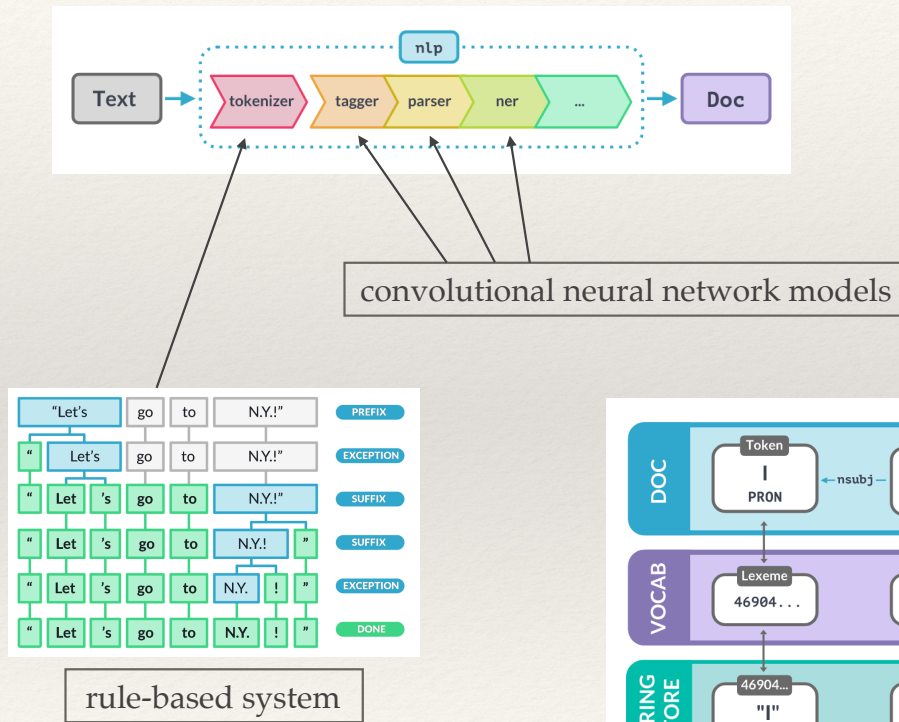 nlp
Text tokenizer tagger parser ner ... Doc
convolutional neural network models
“Let’s go to N.Y.!” PREFIX
“ Let’s go to N.Y.!” EXCEPTION
“ Let ’s go to N.Y.!” SUFFIX
“ Let ’s go to N.Y.! ” SUFFIX
“ Let ’s go to N.Y. ! ” EXCEPTION
“ Let ’s go to N.Y. ! ” DONE
rule-based system
DOC
Token
I
PRON
nsubj
VOCAB
Lexeme
46904...
RING
TORE
46904...
"I"